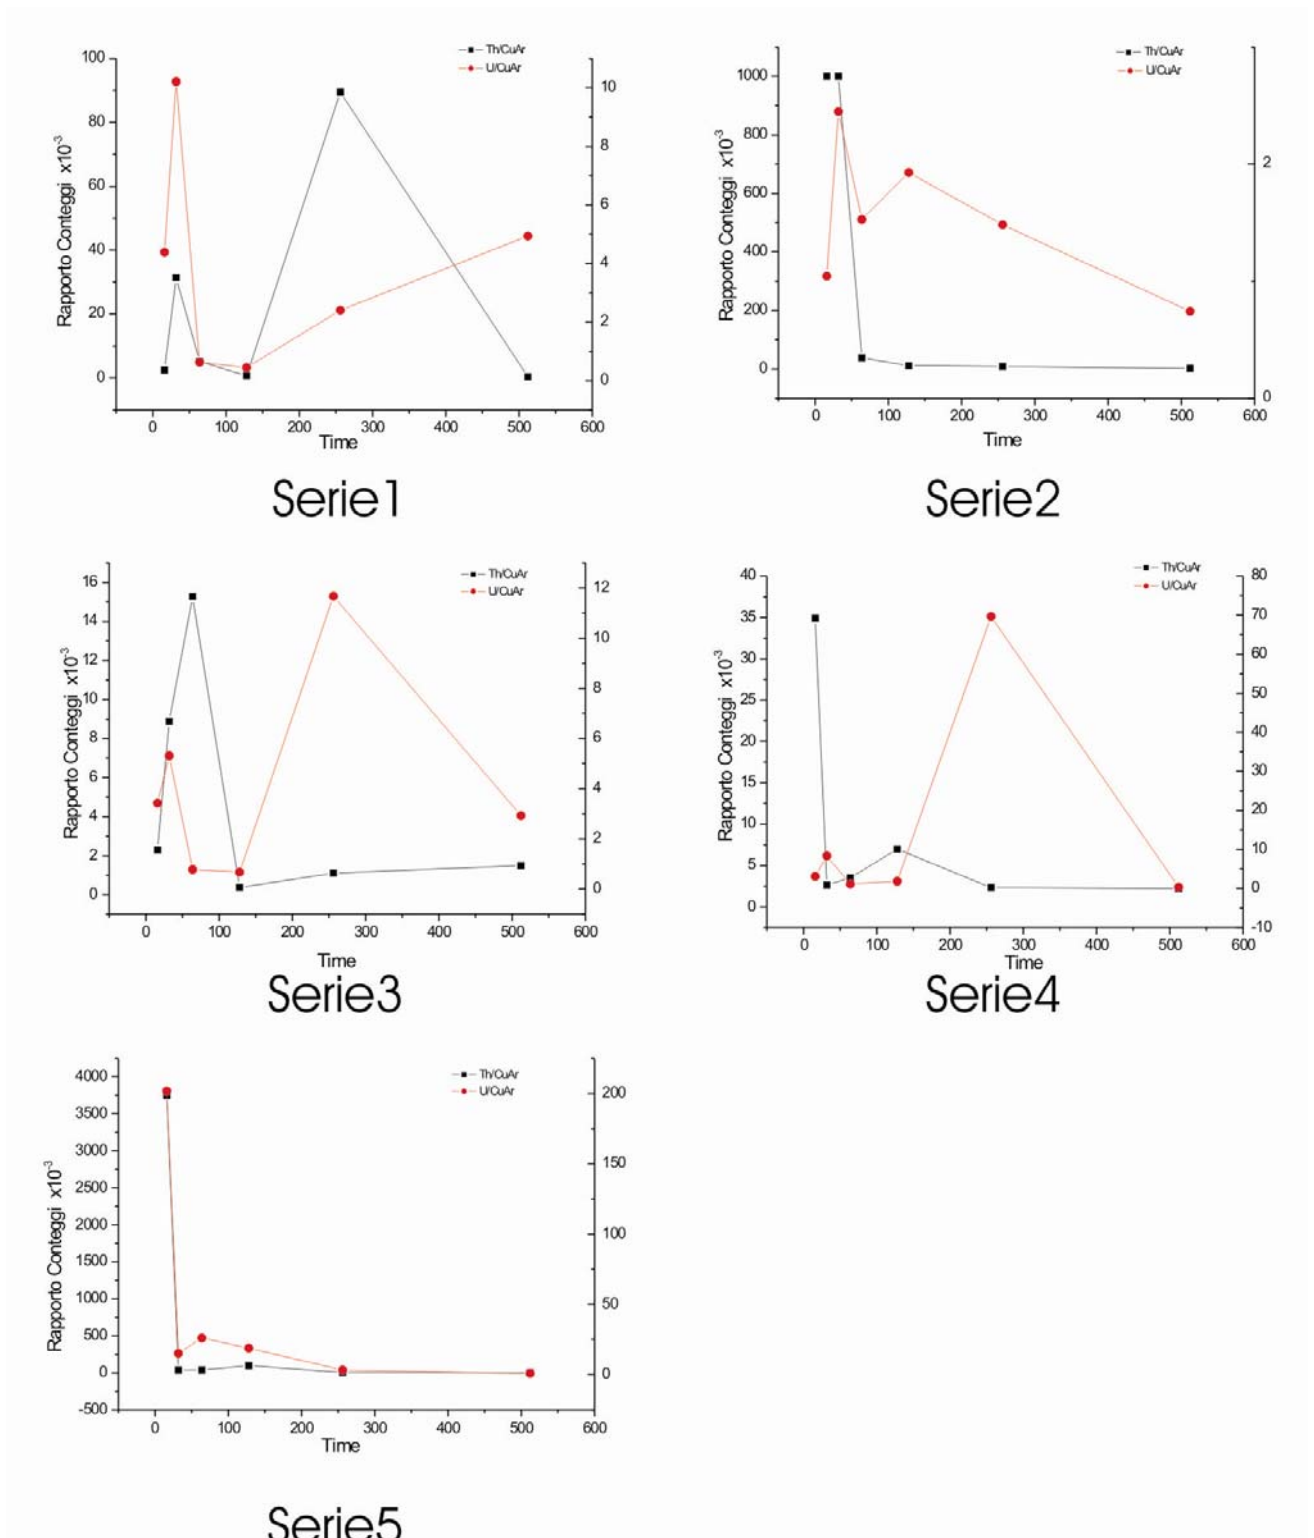 Th/CuAr
U/CuAr
100
80
60
40
20
0
10
8
6
4
2
0
Rapporto Conteggi x10⁻³
0 100 200 300 400 500 600
Time
Serie1
Th/CuAr
U/CuAr
1000
800
600
400
200
0
2
0
Rapporto Conteggi x10⁻³
0 100 200 300 400 500 600
Time
Serie2
Th/CuAr
U/CuAr
16
14
12
10
8
6
4
2
0
12
10
8
6
4
2
0
Rapporto Conteggi x10⁻³
0 100 200 300 400 500 600
Time
Serie3
Th/CuAr
U/CuAr
40
35
30
25
20
15
10
5
0
80
70
60
50
40
30
20
10
0
-10
Rapporto Conteggi x10⁻³
0 100 200 300 400 500 600
Time
Serie4
Th/CuAr
U/CuAr
4000
3500
3000
2500
2000
1500
1000
500
0
-500
200
150
100
50
0
Rapporto Conteggi x10⁻³
0 100 200 300 400 500 600
Time
Serie5